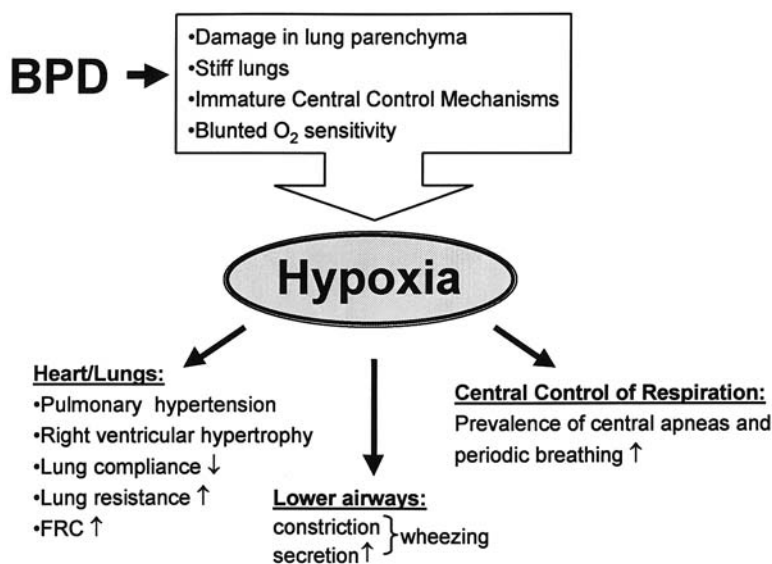 BPD
•Damage in lung parenchyma
•Stiff lungs
•Immature Central Control Mechanisms
•Blunted O₂ sensitivity
Hypoxia
Heart/Lungs:
•Pulmonary hypertension
•Right ventricular hypertrophy
•Lung compliance ↓
•Lung resistance ↑
•FRC ↑
Lower airways:
constriction
secretion↑
wheezing
Central Control of Respiration:
Prevalence of central apneas and
periodic breathing ↑